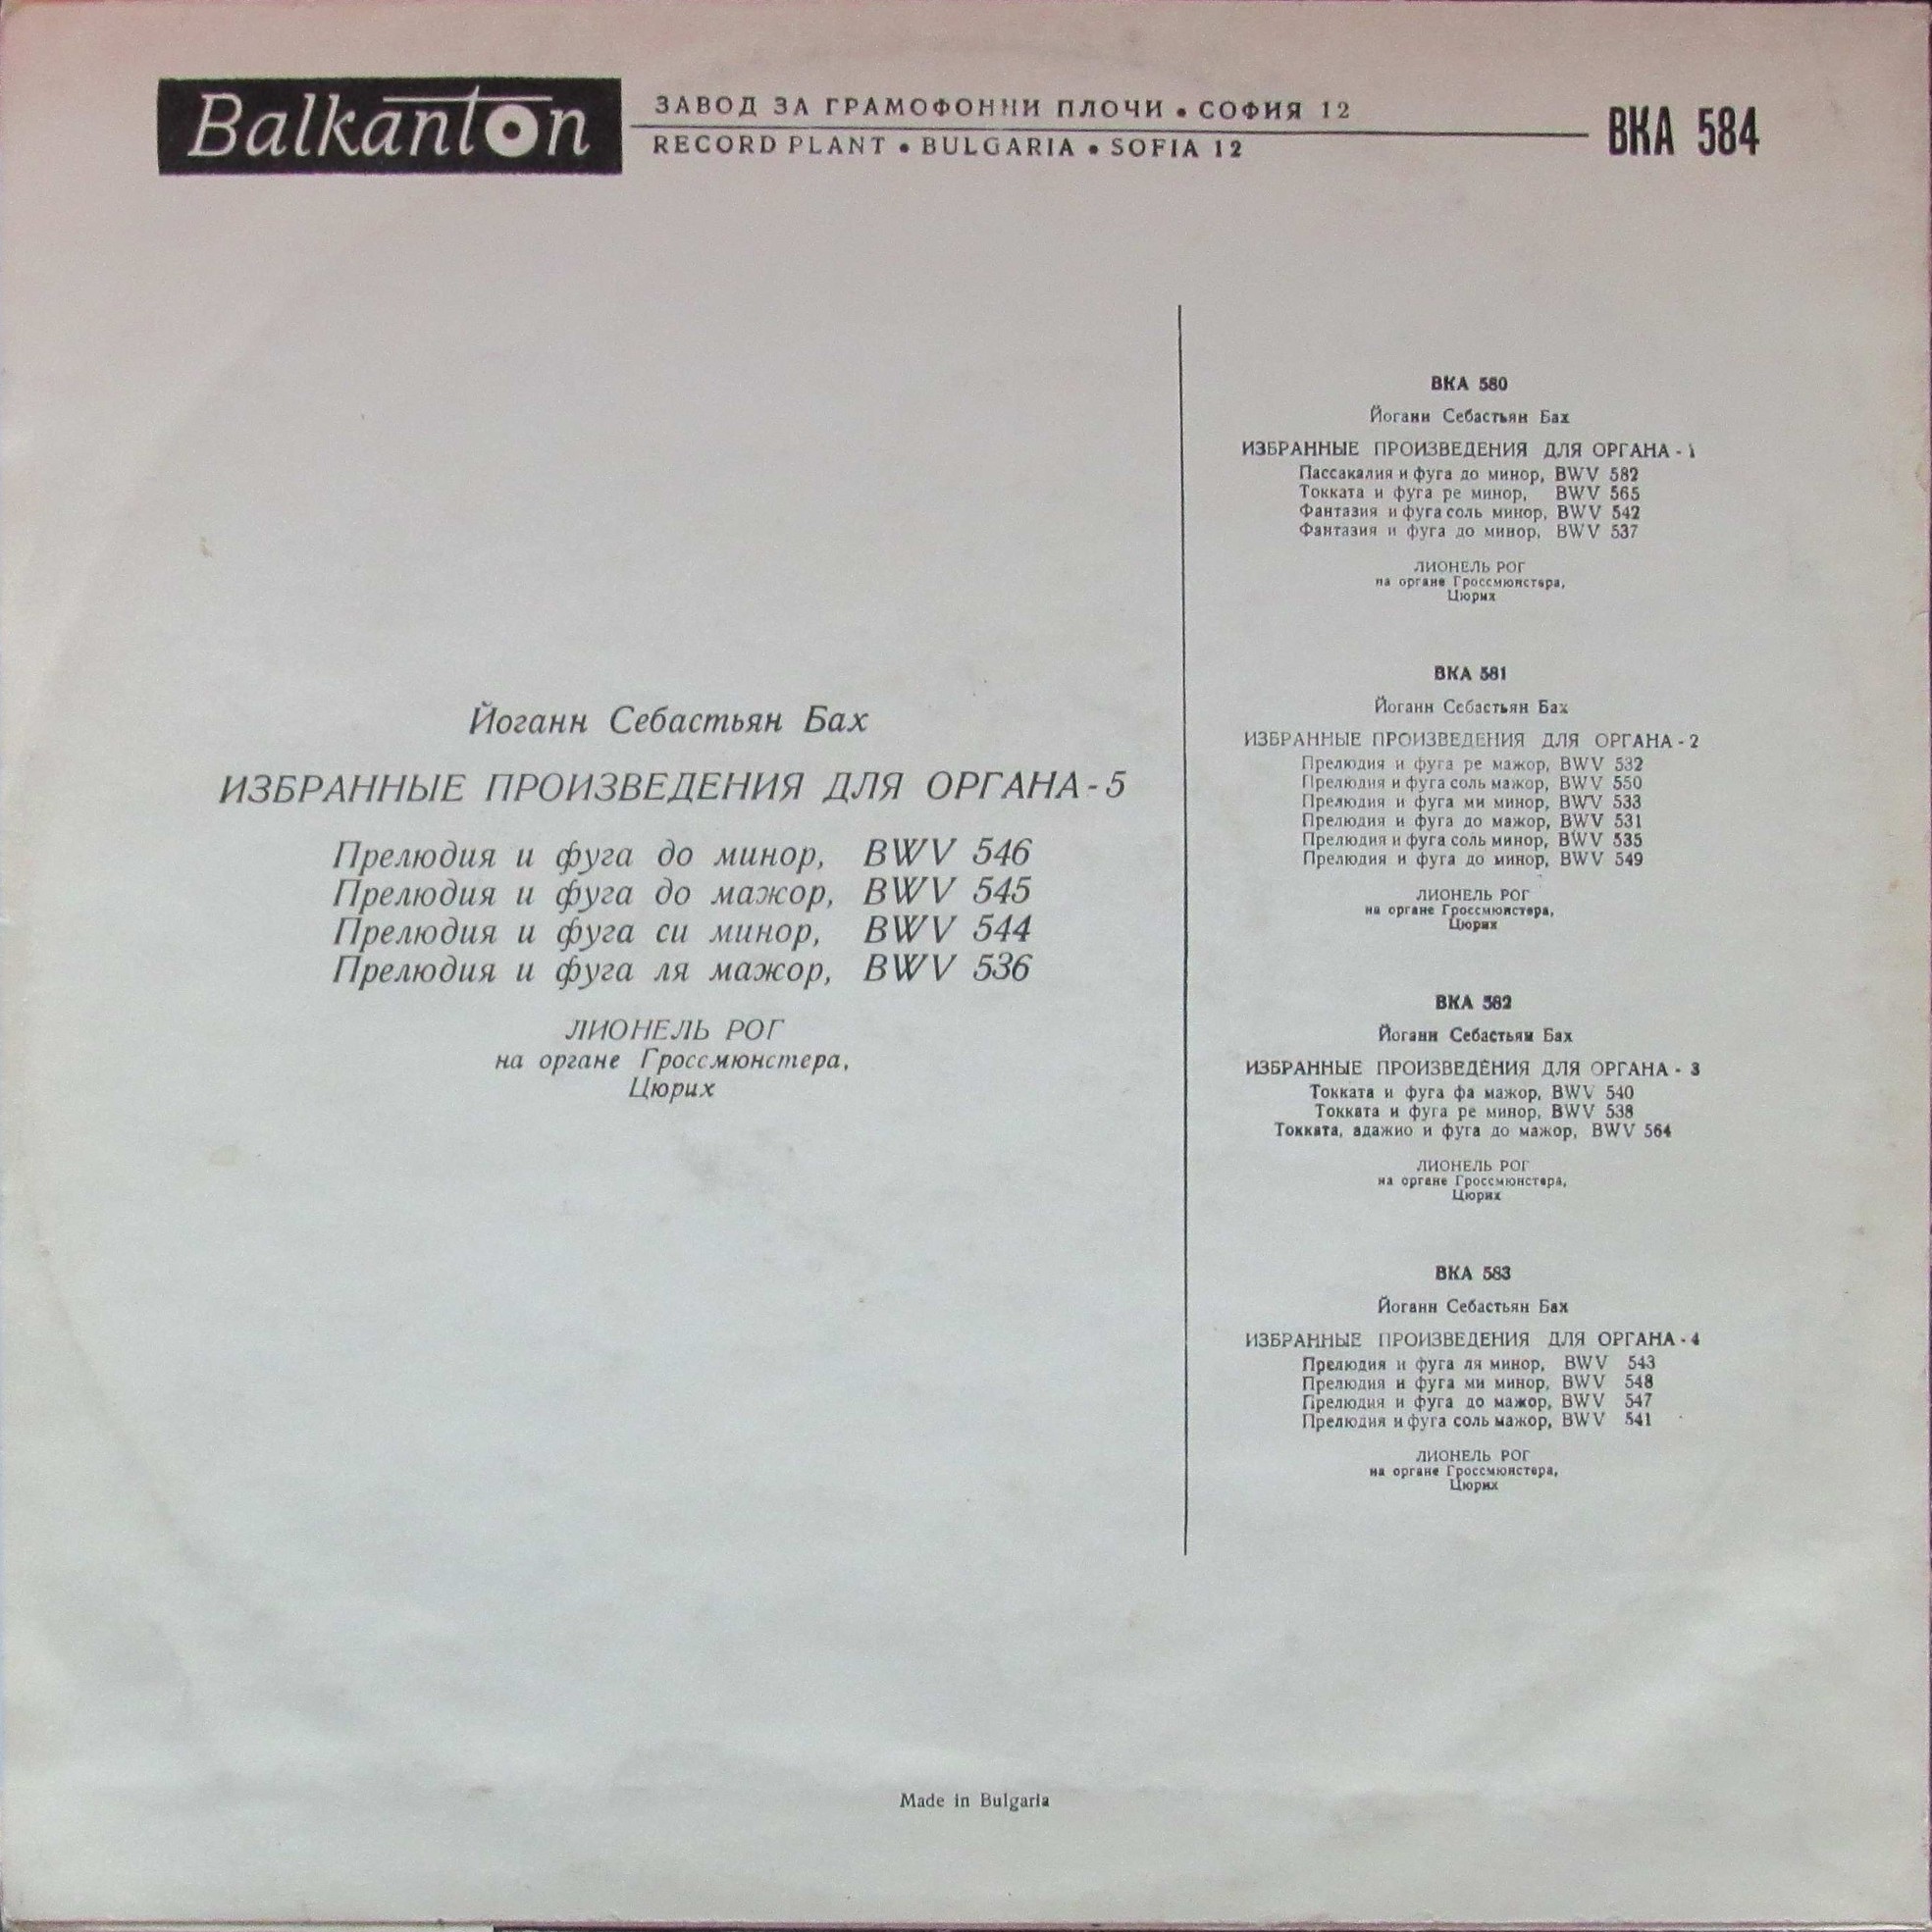 Balkanton
ЗАВОД ЗА ГРАМОФОННИ ПЛОЧИ • СОФИЯ 12
RECORD PLANT • BULGARIA • SOFIA 12
ВКА 584
Йоганн Себастьян Бах
ИЗБРАННЫЕ ПРОИЗВЕДЕНИЯ ДЛЯ ОРГАНА - 5
Прелюдия и фуга до минор, BWV 546
Прелюдия и фуга до мажор, BWV 545
Прелюдия и фуга си минор, BWV 544
Прелюдия и фуга ля мажор, BWV 536
ЛИОНЕЛЬ РОГ
на органе Гроссмюнстера,
Цюрих
ВКА 580
Йоганн Себастьян Бах
ИЗБРАННЫЕ ПРОИЗВЕДЕНИЯ ДЛЯ ОРГАНА - 1
Пассакалия и фуга до минор, BWV 582
Токката и фуга ре минор, BWV 565
Фантазия и фуга соль минор, BWV 542
Фантазия и фуга до минор, BWV 537
ЛИОНЕЛЬ РОГ
на органе Гроссмюнстера,
Цюрих
ВКА 581
Йоганн Себастьян Бах
ИЗБРАННЫЕ ПРОИЗВЕДЕНИЯ ДЛЯ ОРГАНА - 2
Прелюдия и фуга ре мажор, BWV 532
Прелюдия и фуга соль мажор, BWV 550
Прелюдия и фуга ми минор, BWV 533
Прелюдия и фуга до мажор, BWV 531
Прелюдия и фуга соль минор, BWV 535
Прелюдия и фуга до минор, BWV 549
ЛИОНЕЛЬ РОГ
на органе Гроссмюнстера,
Цюрих
ВКА 582
Йоганн Себастьян Бах
ИЗБРАННЫЕ ПРОИЗВЕДЕНИЯ ДЛЯ ОРГАНА - 3
Токката и фуга фа мажор, BWV 540
Токката и фуга ре минор, BWV 538
Токката, адажио и фуга до мажор, BWV 564
ЛИОНЕЛЬ РОГ
на органе Гроссмюнстера,
Цюрих
ВКА 583
Йоганн Себастьян Бах
ИЗБРАННЫЕ ПРОИЗВЕДЕНИЯ ДЛЯ ОРГАНА - 4
Прелюдия и фуга ля минор, BWV 543
Прелюдия и фуга ми минор, BWV 548
Прелюдия и фуга до мажор, BWV 547
Прелюдия и фуга соль мажор, BWV 541
ЛИОНЕЛЬ РОГ
на органе Гроссмюнстера,
Цюрих
Made in Bulgaria